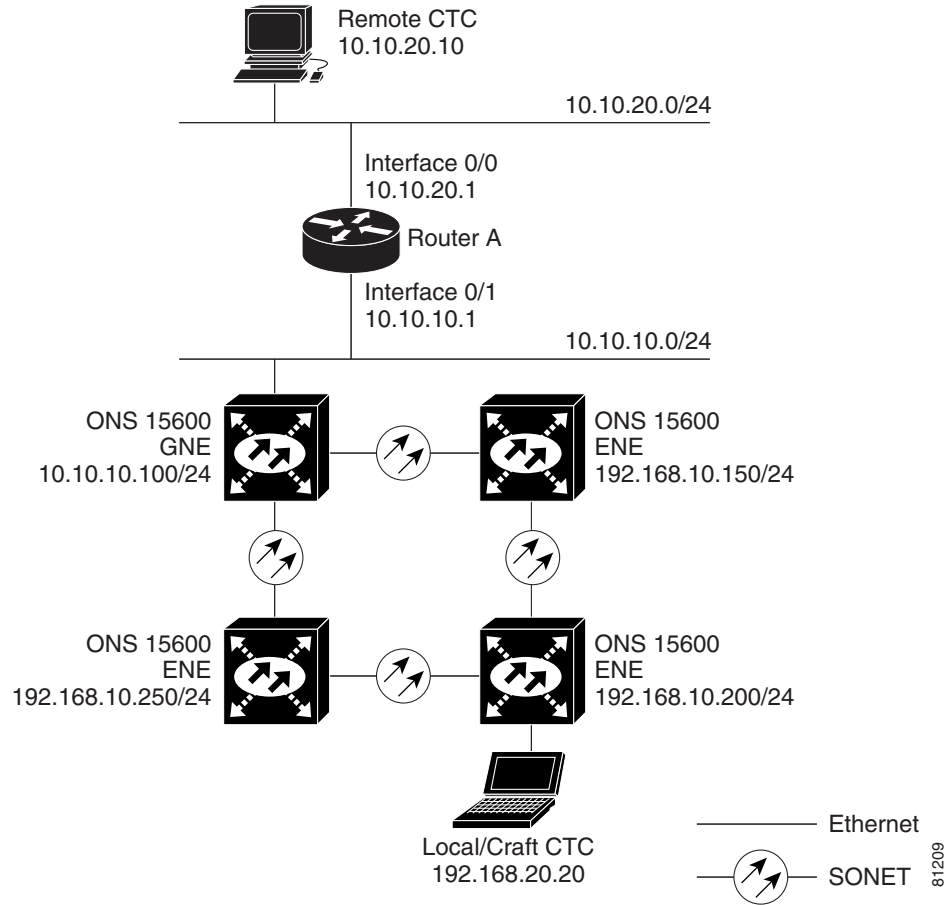 Remote CTC
10.10.20.10
10.10.20.0/24
Interface 0/0
10.10.20.1
Router A
Interface 0/1
10.10.10.1
10.10.10.0/24
ONS 15600
GNE
10.10.10.100/24
ONS 15600
ENE
192.168.10.150/24
ONS 15600
ENE
192.168.10.250/24
ONS 15600
ENE
192.168.10.200/24
Local/Craft CTC
192.168.20.20
Ethernet
SONET
81209